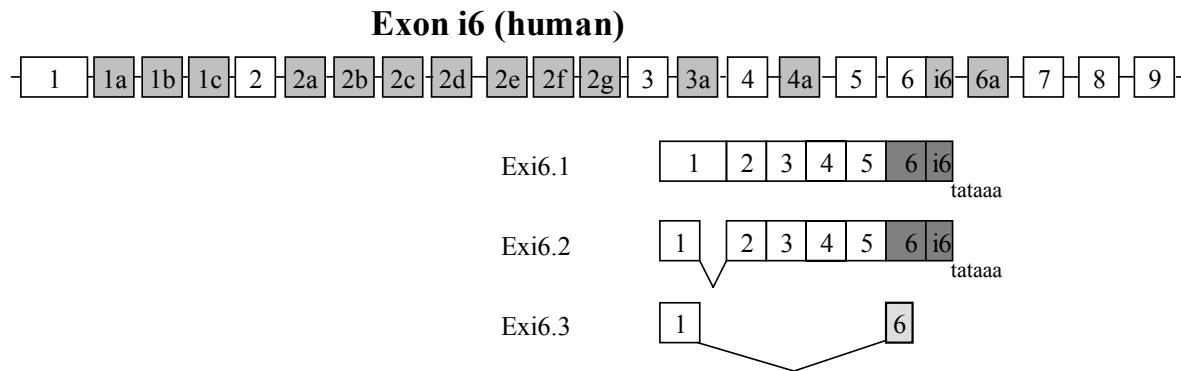 Exon i6 (human)
1 1a 1b 1c 2 2a 2b 2c 2d 2e 2f 2g 3 3a 4 4a 5 6 i6 6a 7 8 9
Exi6.1 1 2 3 4 5 6 i6
tataaa
Exi6.2 1 2 3 4 5 6 i6
tataaa
Exi6.3 1 6